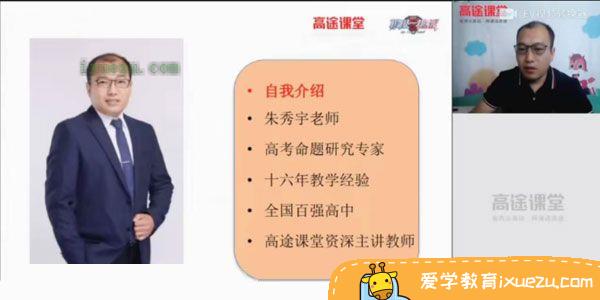 高途课堂
高途课堂
自我介绍
朱秀宇老师
高考命题研究专家
十六年教学经验
全国百强高中
高途课堂资深主讲教师
高途课堂
爱学教育ixuezu.com